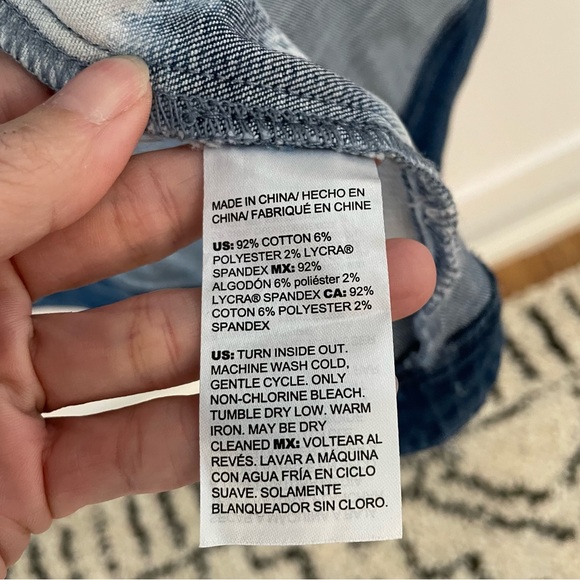 MADE IN CHINA/ HECHO EN
CHINA/ FABRIQUÉ EN CHINE
US: 92% COTTON 6%
POLYESTER 2% LYCRA®
SPANDEX MX: 92%
ALGODÓN 6% poliéster 2%
LYCRA® SPANDEX CA: 92%
COTON 6% POLYESTER 2%
SPANDEX
US: TURN INSIDE OUT.
MACHINE WASH COLD,
GENTLE CYCLE. ONLY
NON-CHLORINE BLEACH.
TUMBLE DRY LOW. WARM
IRON. MAY BE DRY
CLEANED MX: VOLTEAR AL
REVÉS. LAVAR A MÁQUINA
CON AGUA FRÍA EN CICLO
SUAVE. SOLAMENTE
BLANQUEADOR SIN CLORO.